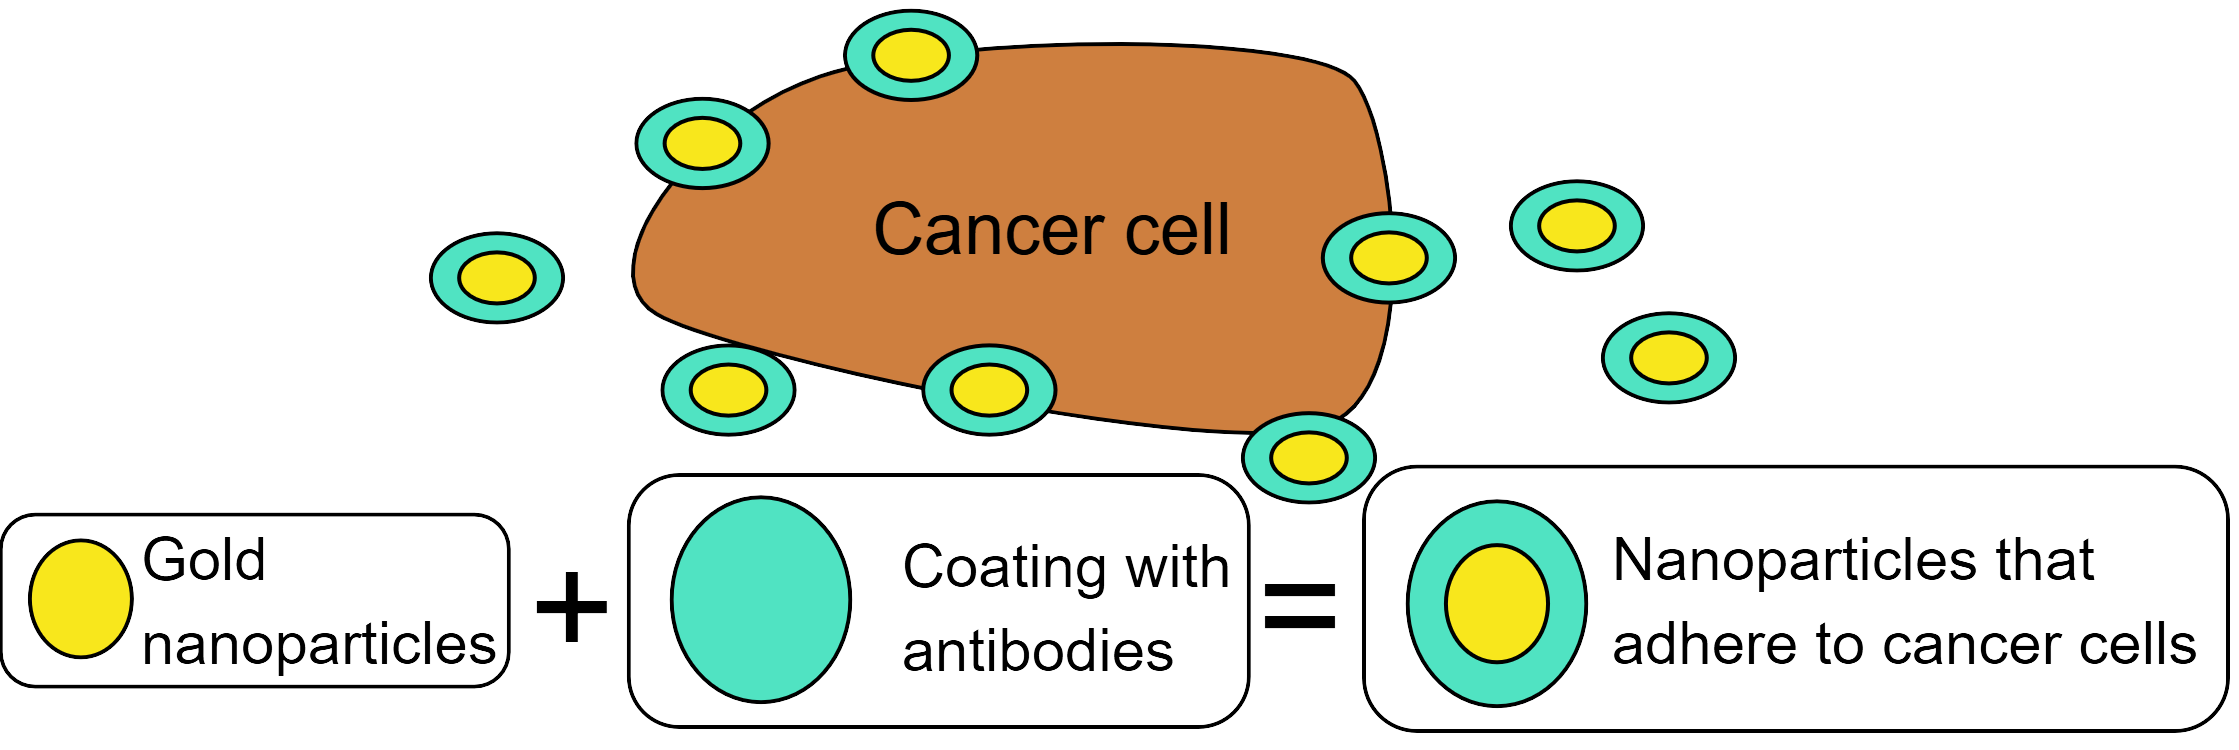 Cancer cell
Gold
nanoparticles
+
Coating with
antibodies
=
Nanoparticles that
adhere to cancer cells